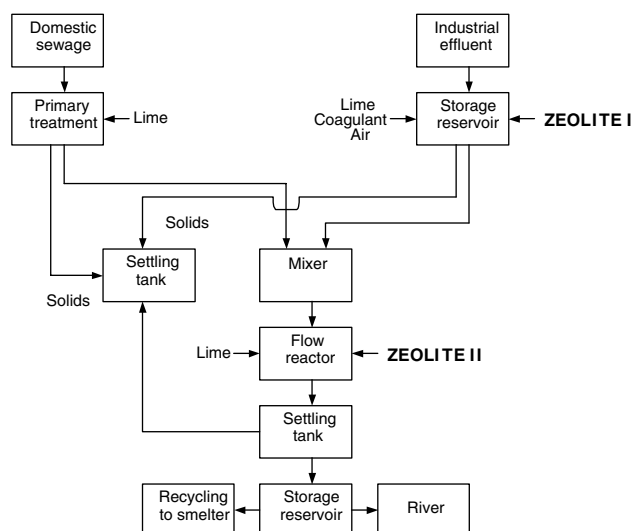 Domestic
sewage
Industrial
effluent
Primary
treatment
Lime
Lime
Coagulant
Air
Storage
reservoir
ZEOLITE I
Solids
Settling
tank
Mixer
Solids
Lime
Flow
reactor
ZEOLITE II
Settling
tank
Recycling
to smelter
Storage
reservoir
River